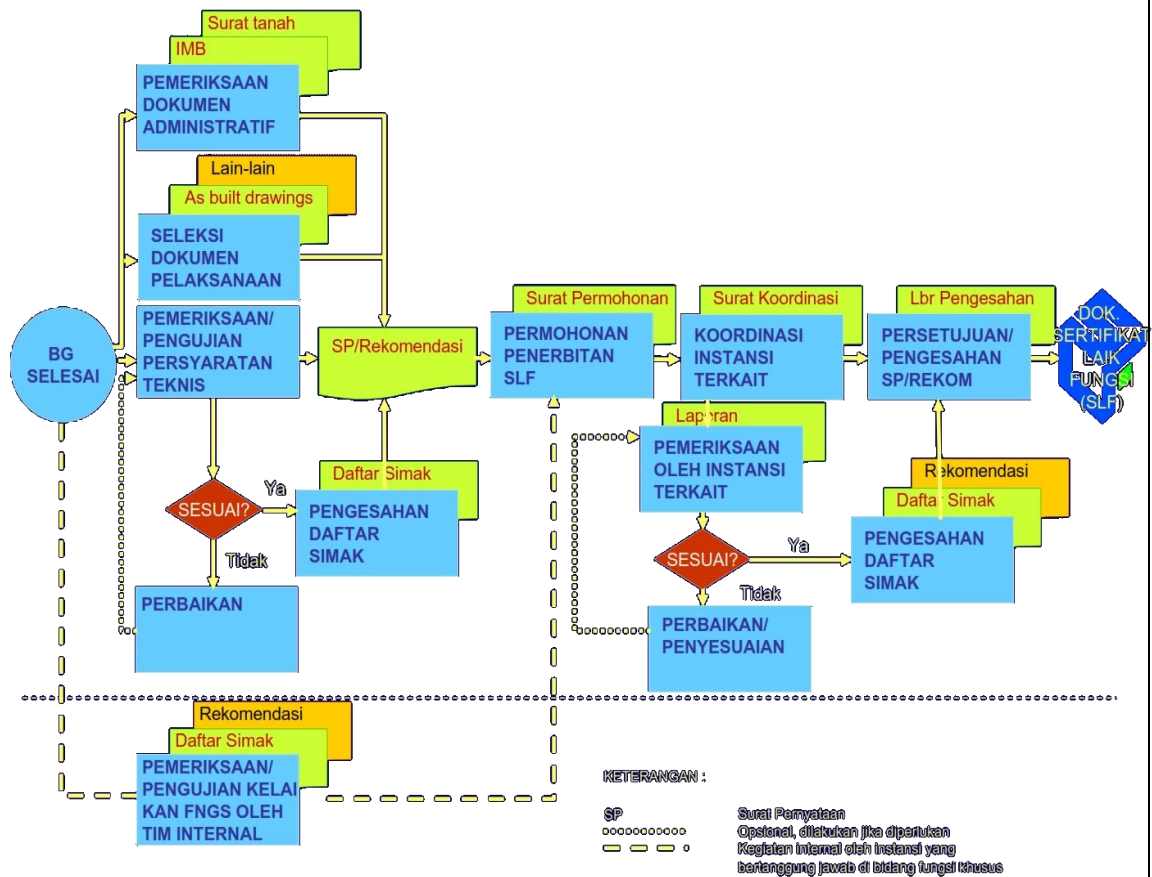 Surat tanah
IMB
PEMERIKSAAN
DOKUMEN
ADMINISTRATIF
Lain-lain
As built drawings
SELEKSI
DOKUMEN
PELAKSANAAN
BG
SELESAI
PEMERIKSAAN/
PENGUJIAN
PERSYARATAN
TEKNIS
SP/Rekomendasi
Surat Permohonan
PERMOHONAN
PENERBITAN
SLF
Surat Koordinasi
KOORDINASI
INSTANSI
TERKAIT
Lbr Pengesahan
PERSETUJUAN/
PENGESAHAN
SP/REKOM
DOK.
SERTIFIKAT
LAIK
FUNGSI
(SLF)
SESUAI?
Ya
Tidak
Daftar Simak
PENGESAHAN
DAFTAR
SIMAK
PERBAIKAN
Laporan
PEMERIKSAAN
OLEH INSTANSI
TERKAIT
SESUAI?
Ya
Tidak
Rekomendasi
Daftar Simak
PENGESAHAN
DAFTAR
SIMAK
PERBAIKAN/
PENYESUAIAN
Rekomendasi
Daftar Simak
PEMERIKSAAN/
PENGUJIAN KELAI
KAN FNGS OLEH
TIM INTERNAL
KETERANGAN :
SP Surat Pernyataan
Opsional, dilakukan jika diperlukan
Kegiatan internal oleh instansi yang
bertanggung jawab di bidang fungsi khusus